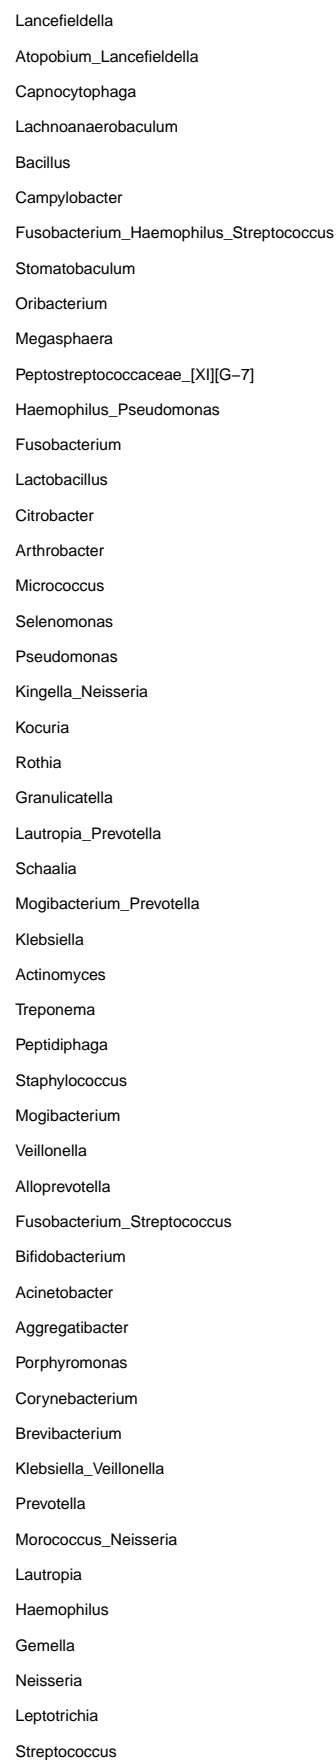 Lancefieldella
Atopobium_Lancefieldella
Capnocytophaga
Lachnoanaerobaculum
Bacillus
Campylobacter
Fusobacterium_Haemophilus_Streptococcus
Stomatobaculum
Oribacterium
Megasphaera
Peptostreptococcaceae_[XI][G−7]
Haemophilus_Pseudomonas
Fusobacterium
Lactobacillus
Citrobacter
Arthrobacter
Micrococcus
Selenomonas
Pseudomonas
Kingella_Neisseria
Kocuria
Rothia
Granulicatella
Lautropia_Prevotella
Schaalia
Mogibacterium_Prevotella
Klebsiella
Actinomyces
Treponema
Peptidiphaga
Staphylococcus
Mogibacterium
Veillonella
Alloprevotella
Fusobacterium_Streptococcus
Bifidobacterium
Acinetobacter
Aggregatibacter
Porphyromonas
Corynebacterium
Brevibacterium
Klebsiella_Veillonella
Prevotella
Morococcus_Neisseria
Lautropia
Haemophilus
Gemella
Neisseria
Leptotrichia
Streptococcus